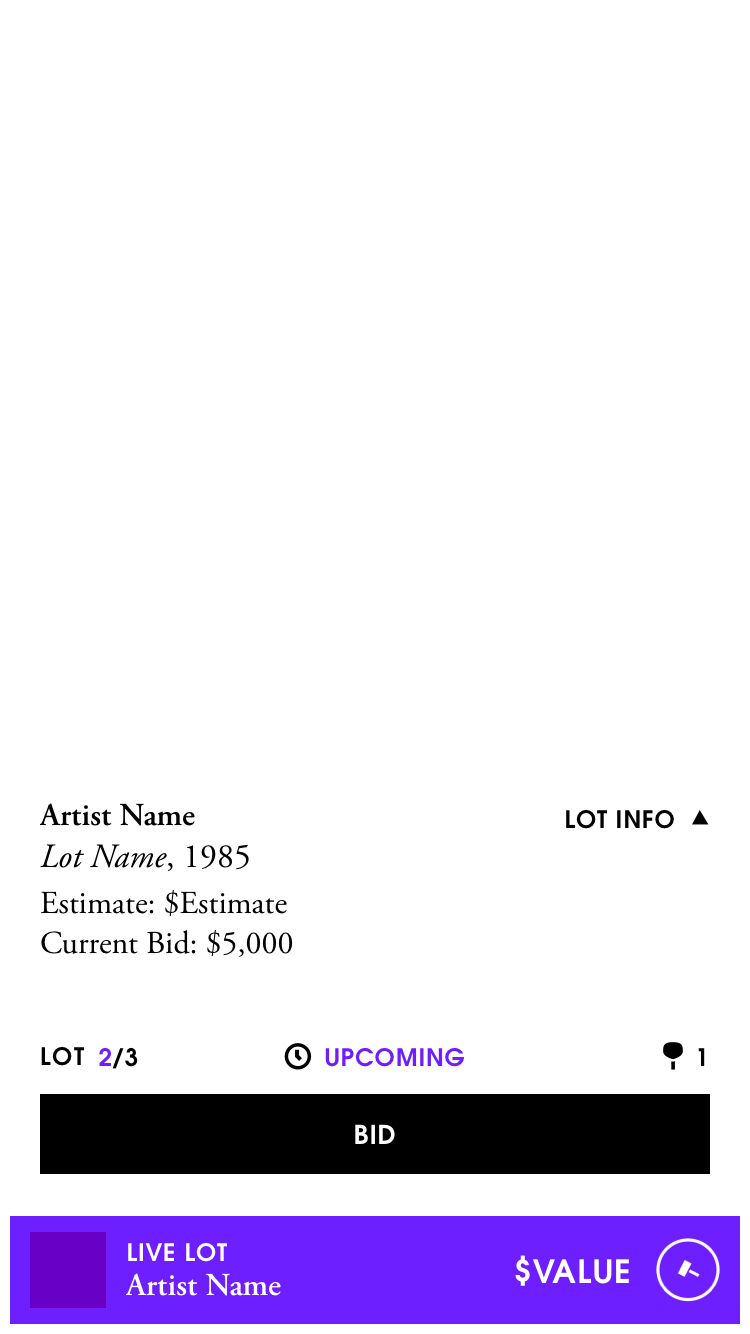 Artist Name
LOT INFO
Lot Name, 1985
Estimate: $Estimate
Current Bid: $5,000
LOT 2/3
UPCOMING
1
BID
LIVE LOT
Artist Name
$VALUE